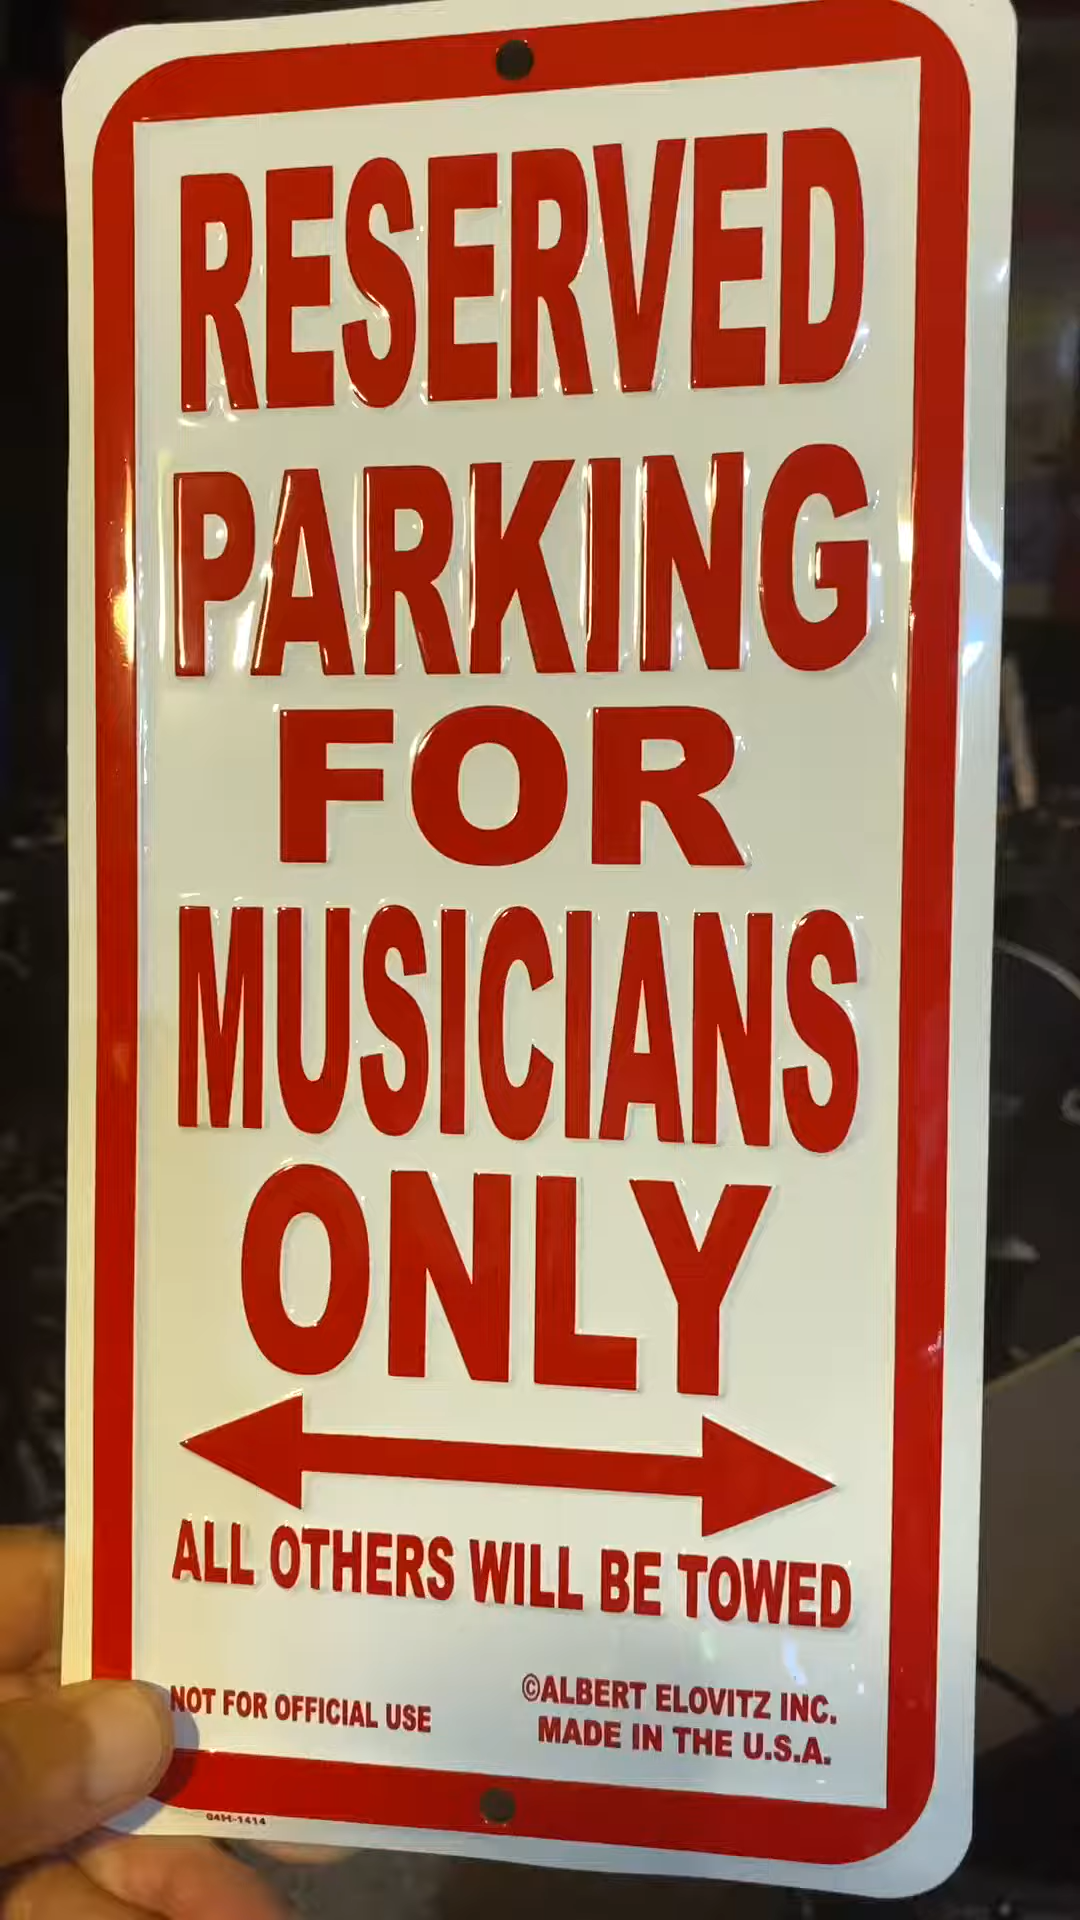 RESERVED
PARKING
FOR
MUSICIANS
ONLY
ALL OTHERS WILL BE TOWED
NOT FOR OFFICIAL USE
©ALBERT ELOVITZ INC.
MADE IN THE U.S.A.